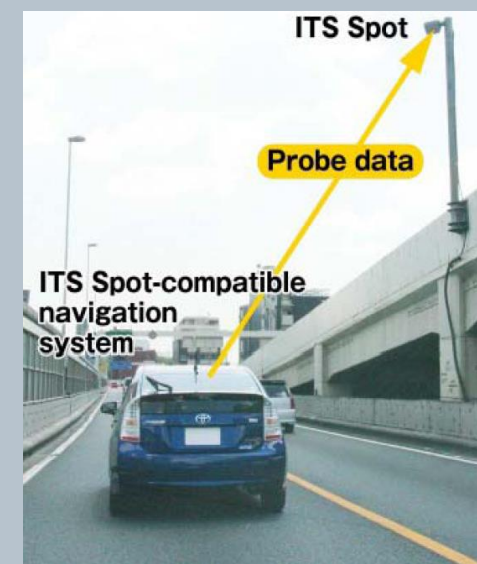 ITS Spot
Probe data
ITS Spot-compatible
navigation
system